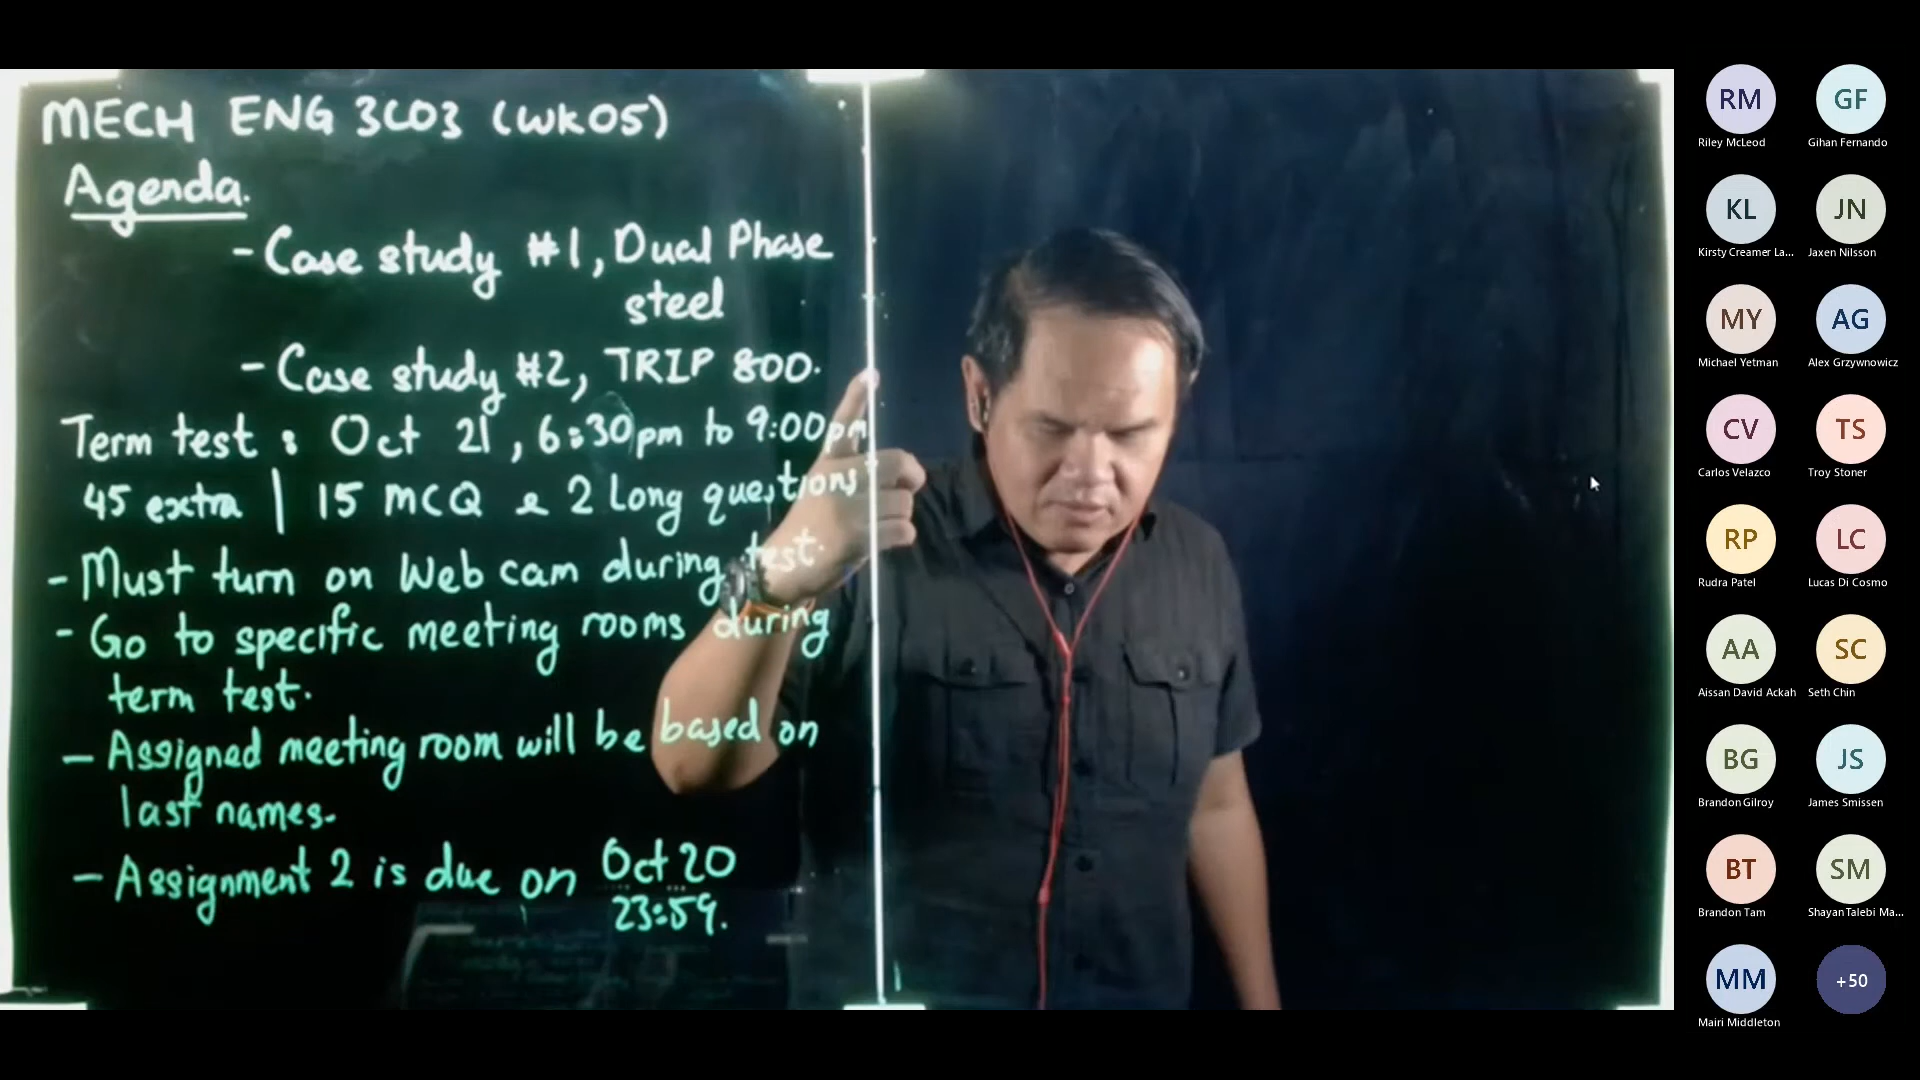 MECH ENG 3C03 (WK05)
Agenda.
- Case study #1, Dual Phase
steel
- Case study #2, TRIP 800.
Term test : Oct 21, 6:30pm to 9:00pm
45 extra | 15 MCQ & 2 Long questions
- Must turn on Web cam during test.
- Go to specific meeting rooms during
term test.
- Assigned meeting room will be based on
last names.
- Assignment 2 is due on Oct 20
23:59.
RM GF
Riley McLeod Gihan Fernando
KL JN
Kirsty Creamer La... Jaxen Nilsson
MY AG
Michael Yetman Alex Grzywnowicz
CV TS
Carlos Velazco Troy Stoner
RP LC
Rudra Patel Lucas Di Cosmo
AA SC
Aissan David Ackah Seth Chin
BG JS
Brandon Gilroy James Smissen
BT SM
Brandon Tam Shayan Talebi Ma...
MM +50
Mairi Middleton